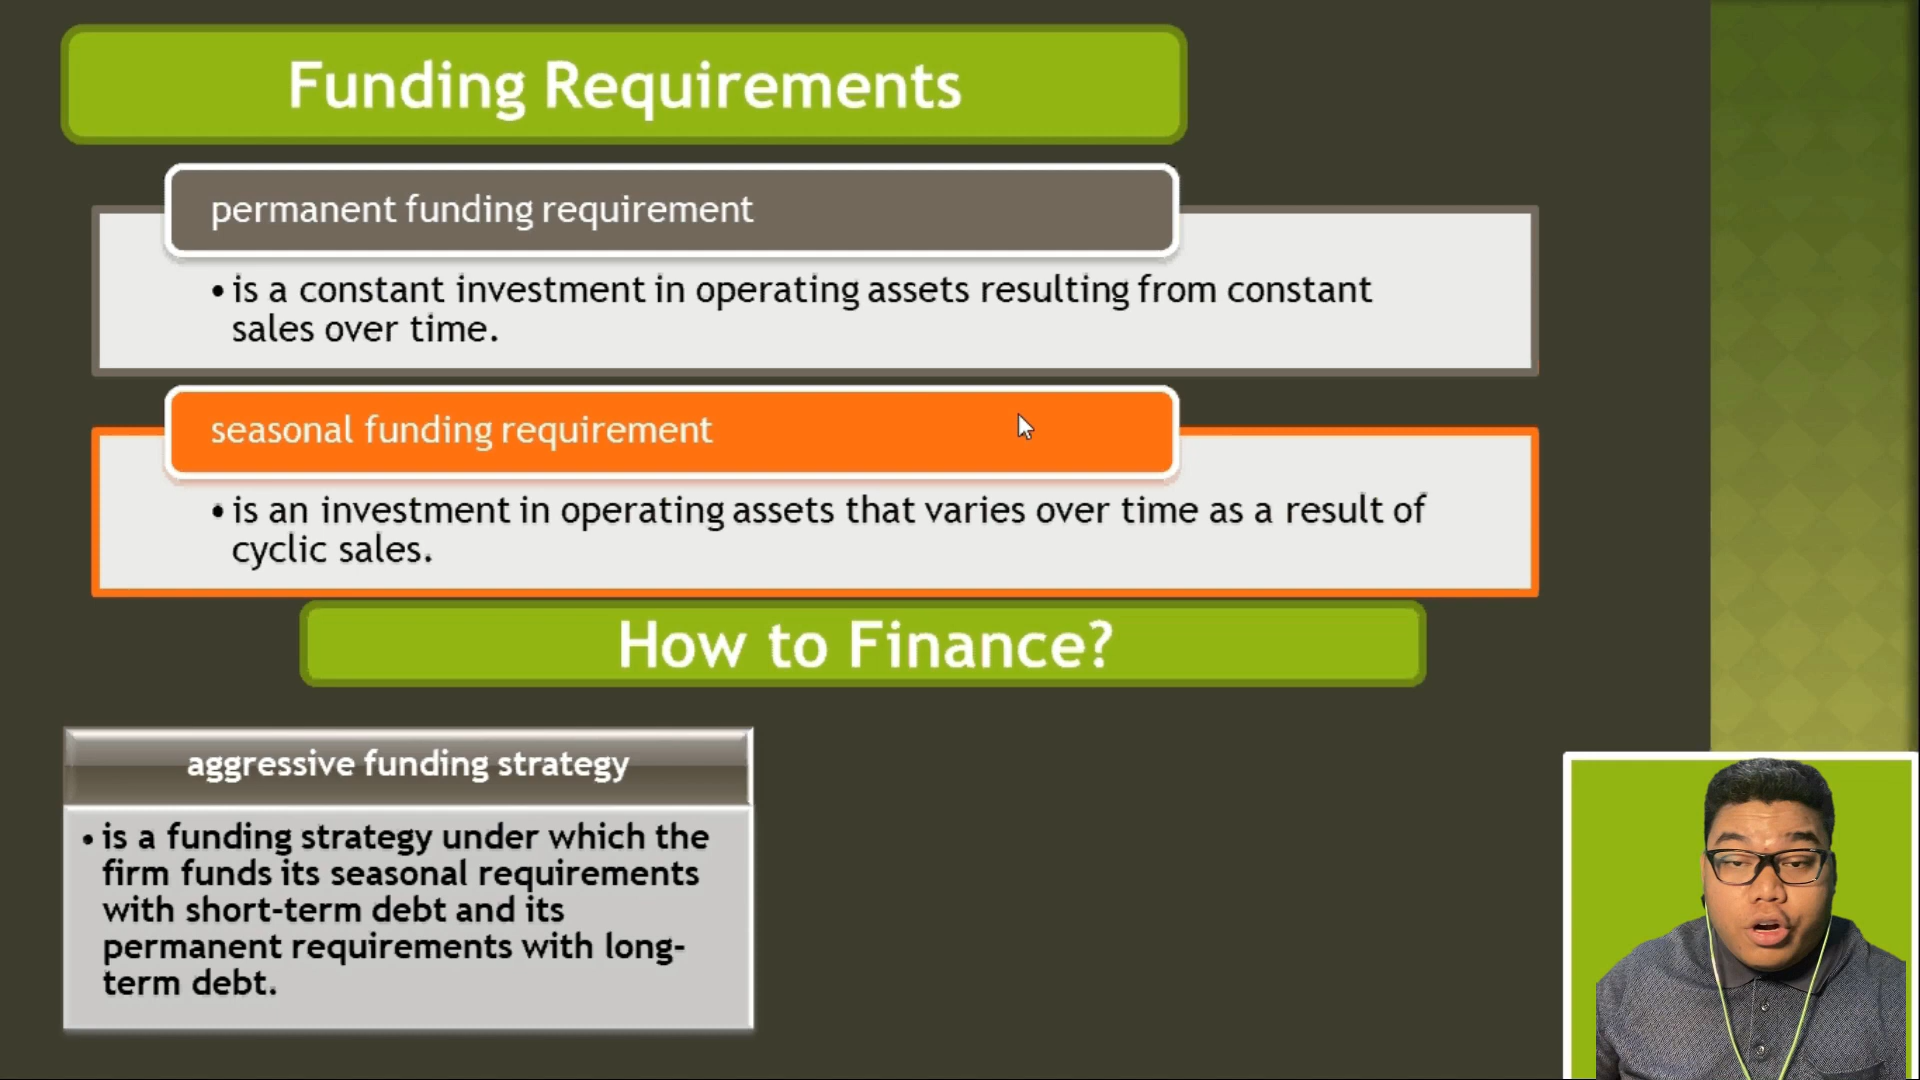 Funding Requirements
permanent funding requirement
•is a constant investment in operating assets resulting from constant
sales over time.
seasonal funding requirement
•is an investment in operating assets that varies over time as a result of
cyclic sales.
How to Finance?
aggressive funding strategy
•is a funding strategy under which the
firm funds its seasonal requirements
with short-term debt and its
permanent requirements with long-
term debt.